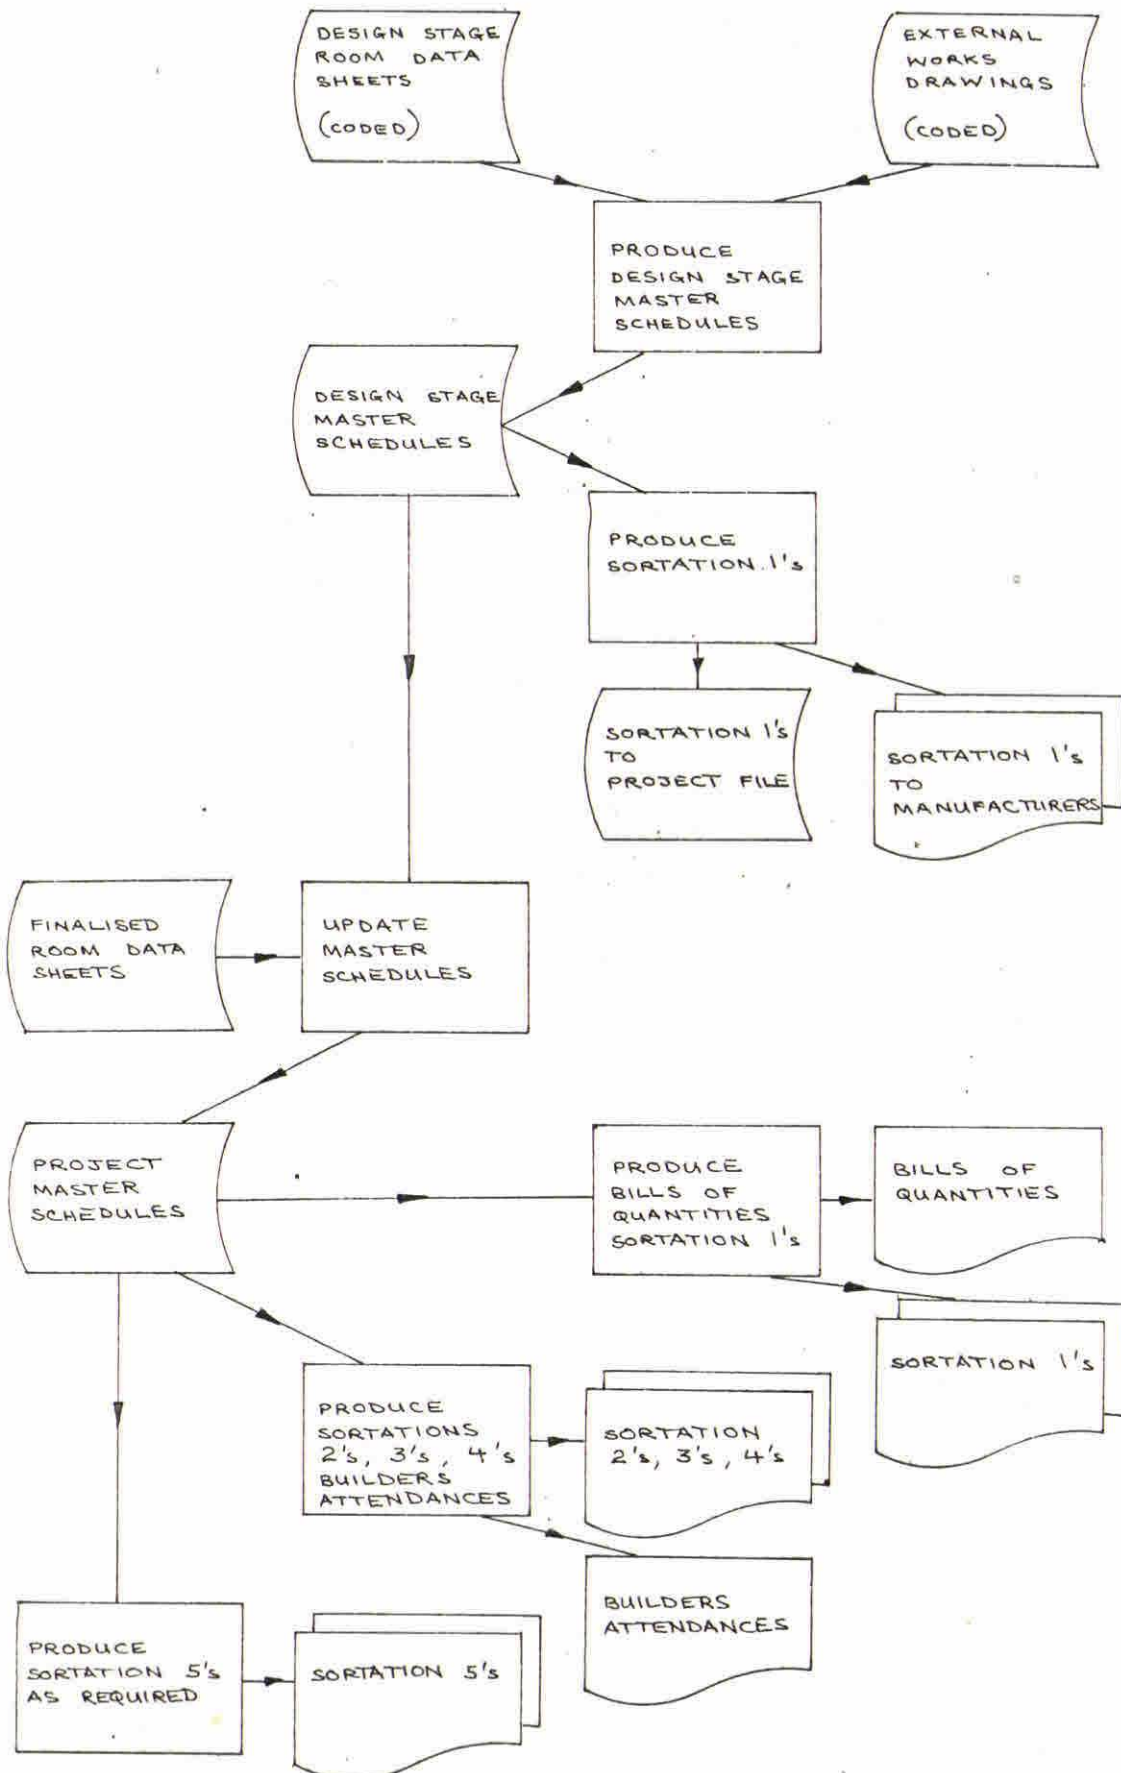 DESIGN STAGE
ROOM DATA
SHEETS
(CODED)
EXTERNAL
WORKS
DRAWINGS
(CODED)
PRODUCE
DESIGN STAGE
MASTER
SCHEDULES
DESIGN STAGE
MASTER
SCHEDULES
PRODUCE
SORTATION 1's
SORTATION 1's
TO
PROJECT FILE
SORTATION 1's
TO
MANUFACTURERS
FINALISED
ROOM DATA
SHEETS
UPDATE
MASTER
SCHEDULES
PROJECT
MASTER
SCHEDULES
PRODUCE
BILLS OF
QUANTITIES
SORTATION 1's
BILLS OF
QUANTITIES
SORTATION 1's
PRODUCE
SORTATIONS
2's, 3's, 4's
BUILDERS
ATTENDANCES
SORTATION
2's, 3's, 4's
BUILDERS
ATTENDANCES
PRODUCE
SORTATION 5's
AS REQUIRED
SORTATION 5's